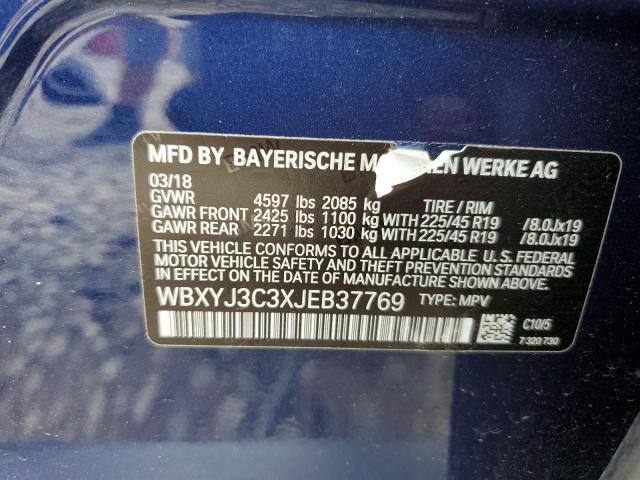 MFD BY BAYERISCHE M EN WERKE AG
03/18
GVWR 4597 lbs 2085 kg TIRE / RIM
GAWR FRONT 2425 lbs 1100 kg WITH 225/45 R19 /8.0Jx19
GAWR REAR 2271 lbs 1030 kg WITH 225/45 R19 /8.0Jx19
THIS VEHICLE CONFORMS TO ALL APPLICABLE U.S. FEDERAL
MOTOR VEHICLE SAFETY AND THEFT PREVENTION STANDARDS
IN EFFECT ON THE DATE OF MANUFACTURE SHOWN ABOVE.
WBXYJ3C3XJEB37769 TYPE: MPV
C10/5
7 320 730